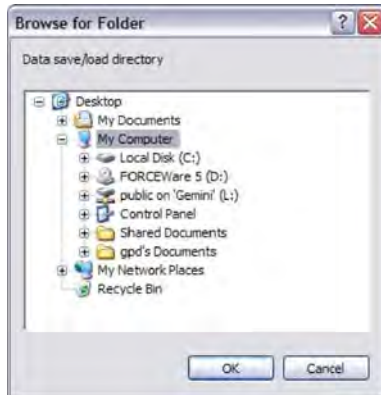 Browse for Folder
Data save/load directory
Desktop
My Documents
My Computer
Local Disk (C:)
FORCEWare 5 (D:)
public on 'Gemini' (L:)
Control Panel
Shared Documents
gpd's Documents
My Network Places
Recycle Bin
OK Cancel